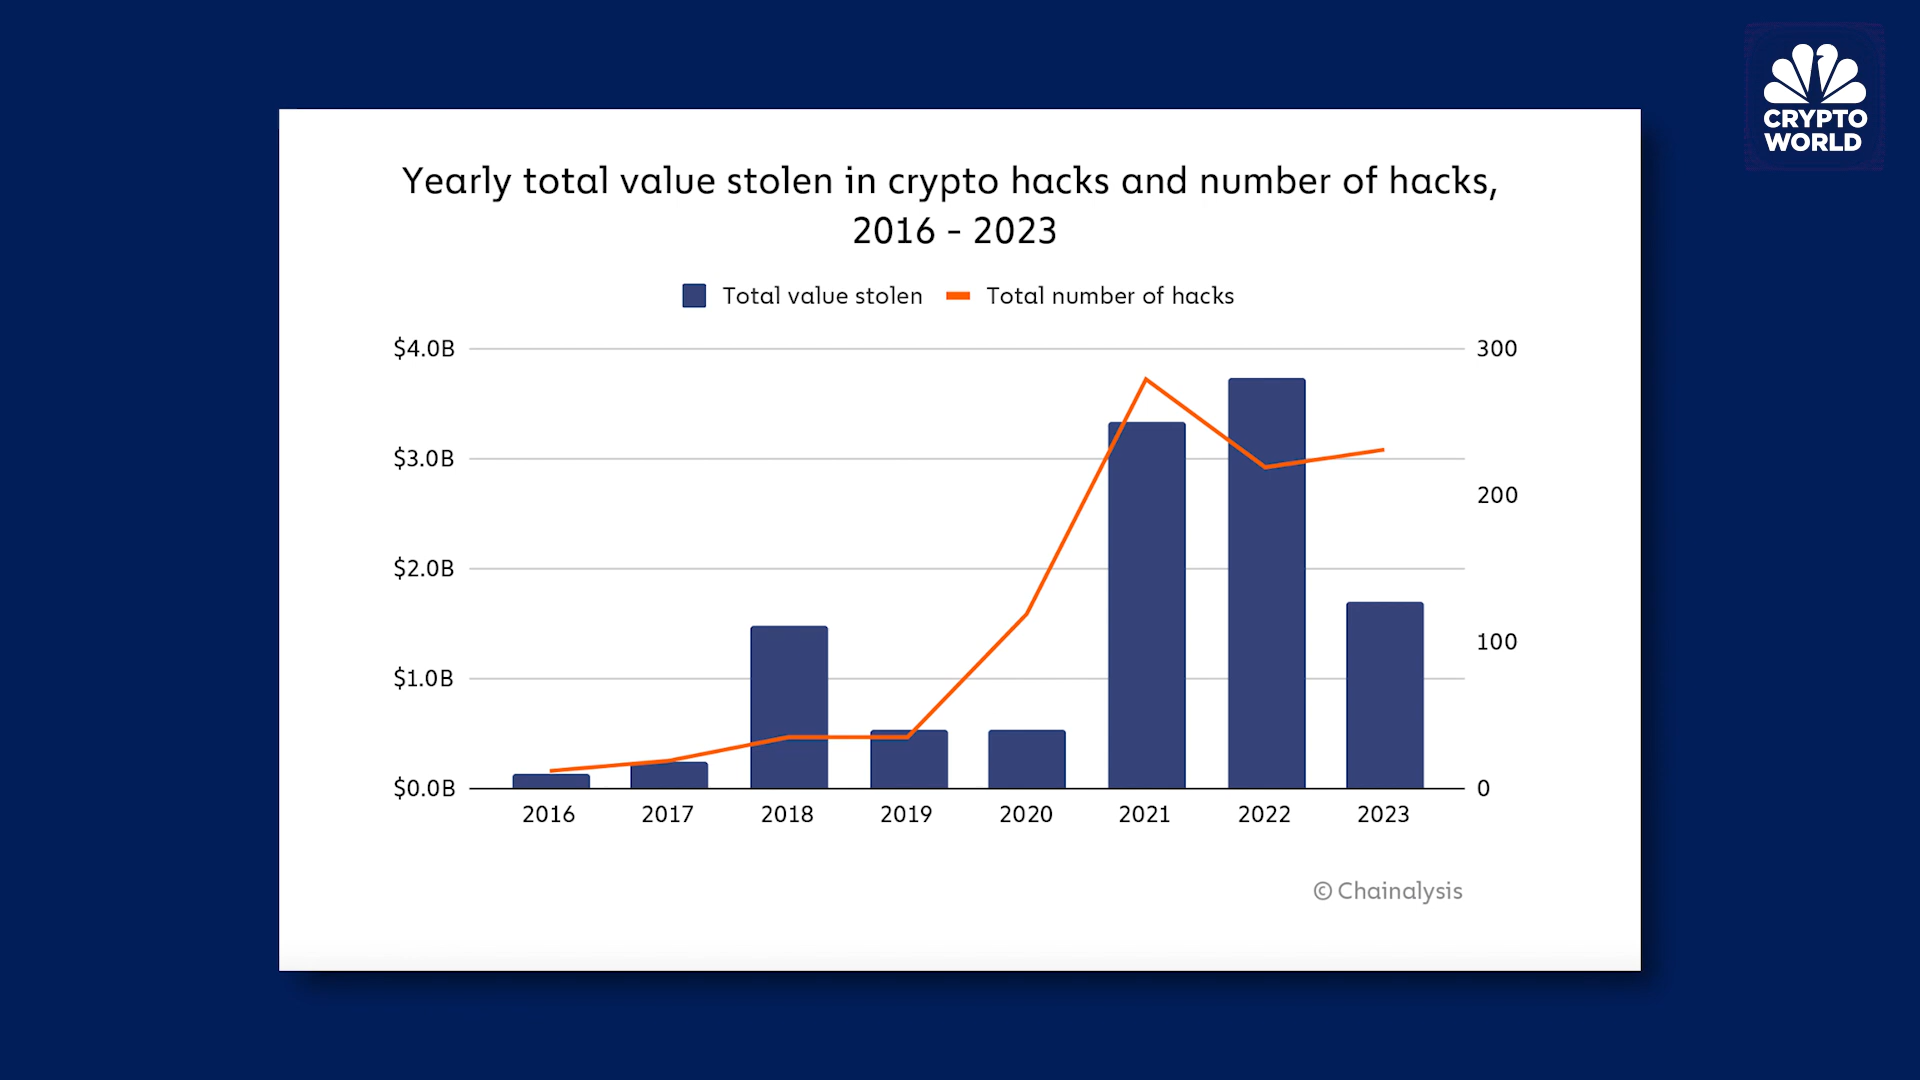 CRYPTO
WORLD
Yearly total value stolen in crypto hacks and number of hacks,
2016 - 2023
Total value stolen Total number of hacks
$4.0B 300
$3.0B
200
$2.0B
100
$1.0B
$0.0B 0
2016 2017 2018 2019 2020 2021 2022 2023
© Chainalysis